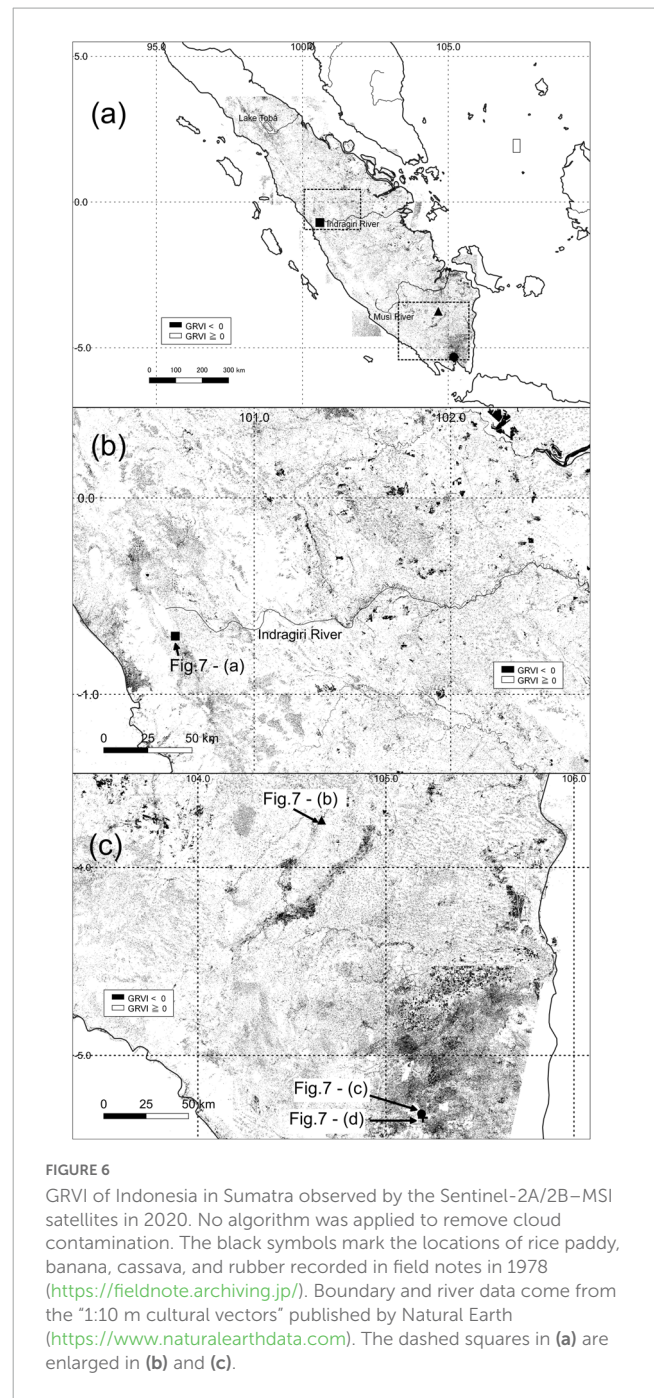 95.0 100.0 105.0
5.0
(a)
Lake Toba
0.0
Indragiri River
Musi River
GRVI < 0
GRVI ≧ 0
-5.0
0 100 200 300 km
101.0 102.0
(b)
0.0
Indragiri River
Fig.7 - (a)
GRVI < 0
GRVI ≧ 0
-1.0
0 25 50 km
104.0 105.0 106.0
Fig.7 - (b)
(c)
-4.0
GRVI < 0
GRVI ≧ 0
-5.0
Fig.7 - (c)
0 25 50 km
Fig.7 - (d)
FIGURE 6
GRVI of Indonesia in Sumatra observed by the Sentinel-2A/2B–MSI
satellites in 2020. No algorithm was applied to remove cloud
contamination. The black symbols mark the locations of rice paddy,
banana, cassava, and rubber recorded in field notes in 1978
(https://fieldnote.archiving.jp/). Boundary and river data come from
the “1:10 m cultural vectors” published by Natural Earth
(https://www.naturalearthdata.com). The dashed squares in (a) are
enlarged in (b) and (c).